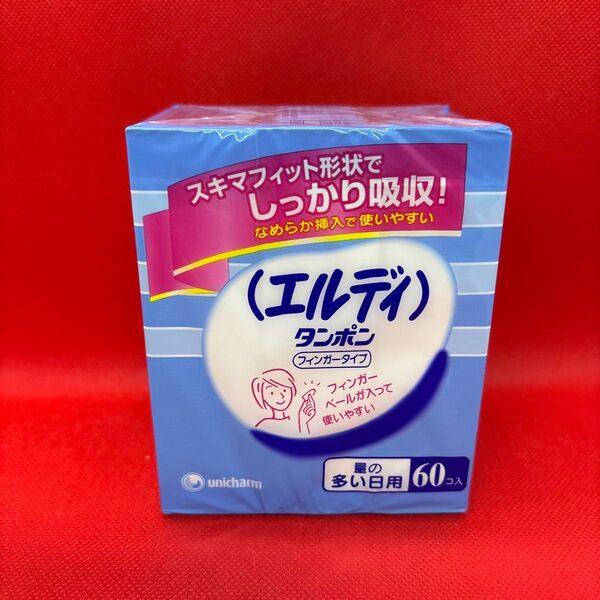 スキマフィット形状で
しっかり吸収!
なめらか挿入で使いやすい
(エルディ)
タンポン
フィンガータイプ
フィンガー
ベールが入って
使いやすい
unicharm
量の
多い日用
60コ入